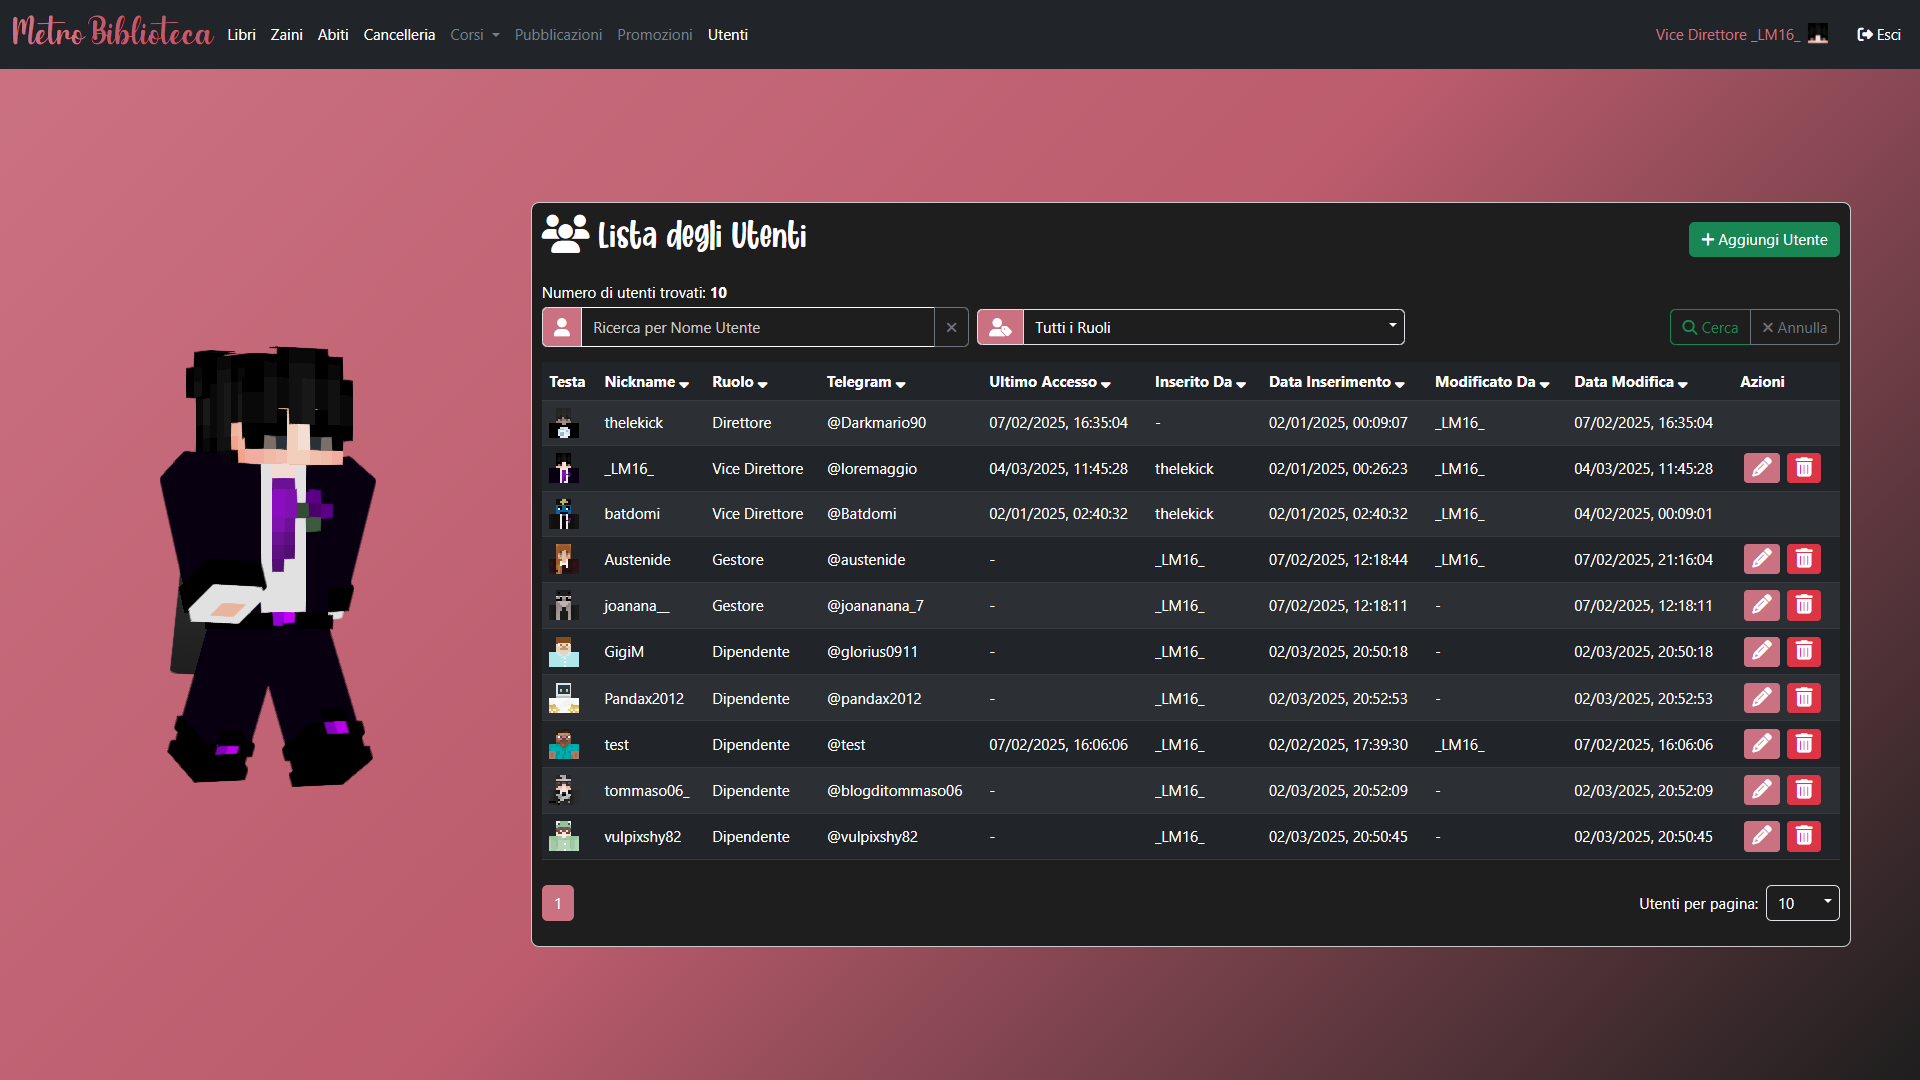 Metro Biblioteca Libri Zaini Abiti Cancelleria Corsi Pubblicazioni Promozioni Utenti Vice Direttore _LM16_ Esci
Lista degli Utenti
+ Aggiungi Utente
Numero di utenti trovati: 10
Ricerca per Nome Utente × Tutti i Ruoli Cerca × Annulla
Testa Nickname Ruolo Telegram Ultimo Accesso Inserito Da Data Inserimento Modificato Da Data Modifica Azioni
thelekick Direttore @Darkmario90 07/02/2025, 16:35:04 - 02/01/2025, 00:09:07 _LM16_ 07/02/2025, 16:35:04
_LM16_ Vice Direttore @loremaggio 04/03/2025, 11:45:28 thelekick 02/01/2025, 00:26:23 _LM16_ 04/03/2025, 11:45:28
batdomi Vice Direttore @Batdomi 02/01/2025, 02:40:32 thelekick 02/01/2025, 02:40:32 _LM16_ 04/02/2025, 00:09:01
Austenide Gestore @austenide - _LM16_ 07/02/2025, 12:18:44 _LM16_ 07/02/2025, 21:16:04
joanana__ Gestore @joananana_7 - _LM16_ 07/02/2025, 12:18:11 - 07/02/2025, 12:18:11
GigiM Dipendente @glorius0911 - _LM16_ 02/03/2025, 20:50:18 - 02/03/2025, 20:50:18
Pandax2012 Dipendente @pandax2012 - _LM16_ 02/03/2025, 20:52:53 - 02/03/2025, 20:52:53
test Dipendente @test 07/02/2025, 16:06:06 _LM16_ 02/02/2025, 17:39:30 _LM16_ 07/02/2025, 16:06:06
tommaso06_ Dipendente @blogditommaso06 - _LM16_ 02/03/2025, 20:52:09 - 02/03/2025, 20:52:09
vulpixshy82 Dipendente @vulpixshy82 - _LM16_ 02/03/2025, 20:50:45 - 02/03/2025, 20:50:45
1 Utenti per pagina: 10